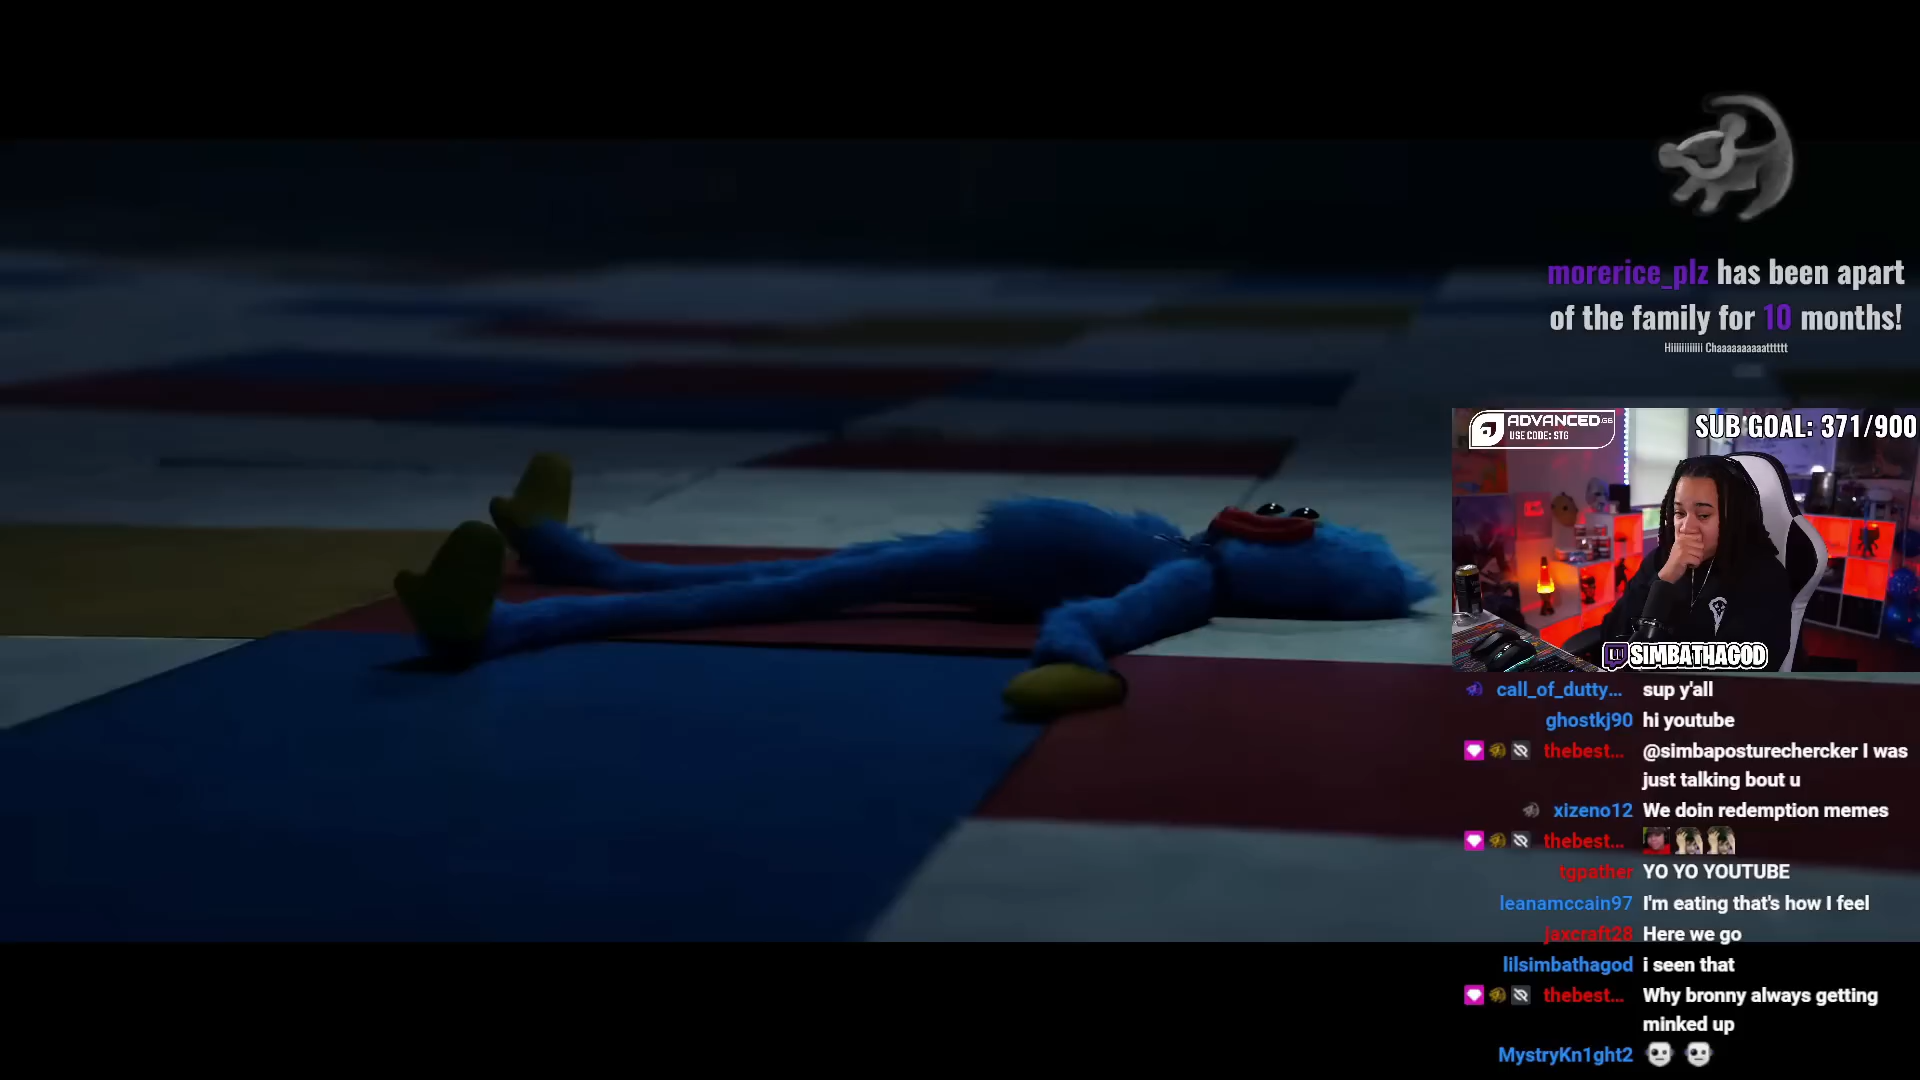 morerice_plz has been apart
of the family for 10 months!
Hiiiiiiiiiii Chaaaaaaaaaatttttt
ADVANCED.GG
USE CODE: STG
SUB GOAL: 371/900
SIMBATHAGOD
call_of_dutty... sup y'all
ghostkj90 hi youtube
thebest... @simbaposturechercker I was
just talking bout u
xizeno12 We doin redemption memes
thebest...
tgpather YO YO YOUTUBE
leanamccain97 I'm eating that's how I feel
jaxcraft28 Here we go
lilsimbathagod i seen that
thebest... Why bronny always getting
minked up
MystryKn1ght2